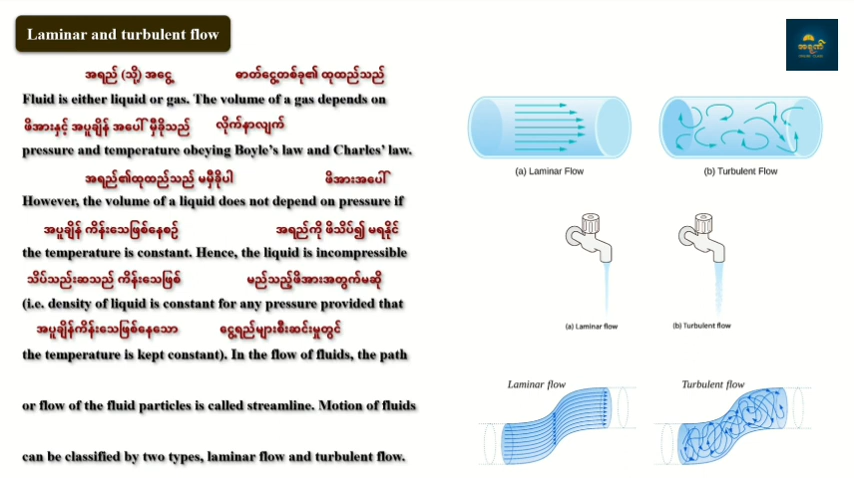 Laminar and turbulent flow
အရည် (သို့) အငွေ့ ဓာတ်ငွေ့တစ်ခု၏ ထုထည်သည်
Fluid is either liquid or gas. The volume of a gas depends on
ဖိအားနှင့် အပူချိန် အပေါ် မှီခိုသည် လိုက်နာလျက်
pressure and temperature obeying Boyle's law and Charles' law.
အရည်၏ထုထည်သည် မမှီခိုပါ ဖိအားအပေါ်
However, the volume of a liquid does not depend on pressure if
အပူချိန် ကိန်းသေဖြစ်နေစဉ် အရည်ကို ဖိသိပ်၍ မရနိုင်
the temperature is constant. Hence, the liquid is incompressible
သိပ်သည်းဆသည် ကိန်းသေဖြစ် မည်သည့်ဖိအားအတွက်မဆို
(i.e. density of liquid is constant for any pressure provided that
အပူချိန်ကိန်းသေဖြစ်နေသော ငွေ့ရည်များစီးဆင်းမှုတွင်
the temperature is kept constant). In the flow of fluids, the path
or flow of the fluid particles is called streamline. Motion of fluids
can be classified by two types, laminar flow and turbulent flow.
(a) Laminar Flow (b) Turbulent Flow
(a) Laminar flow (b) Turbulent flow
Laminar flow Turbulent flow